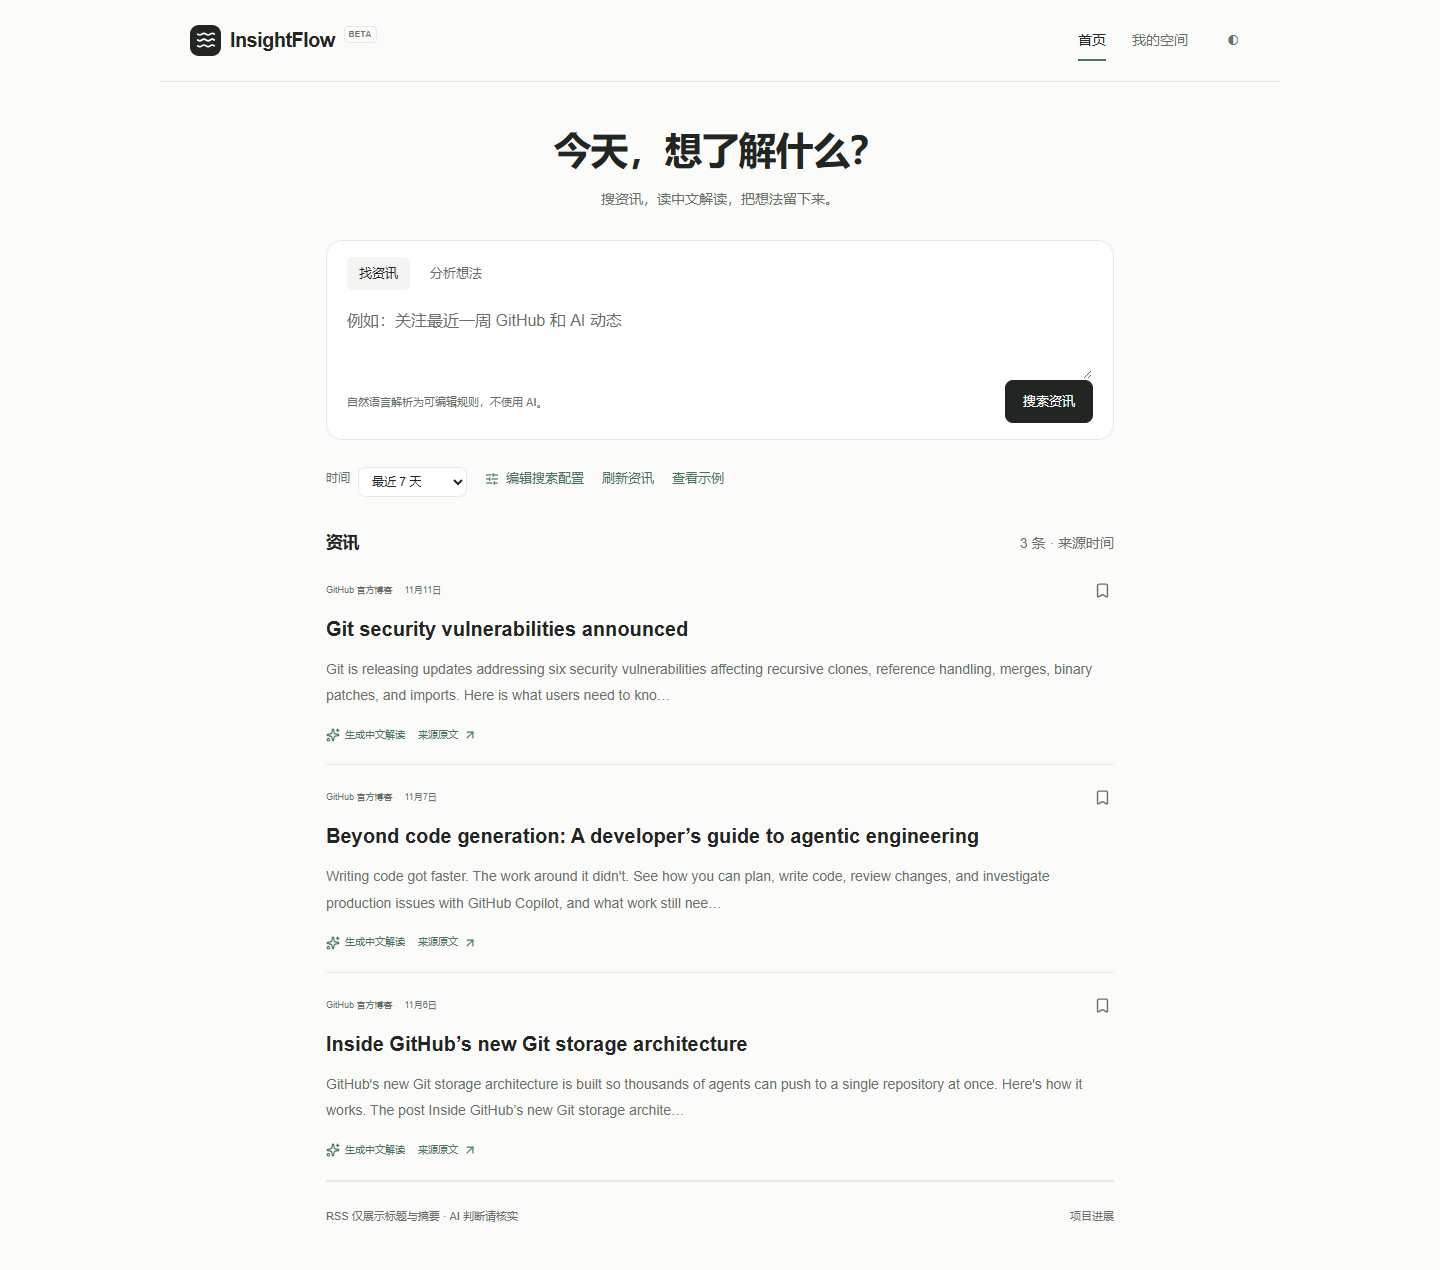 InsightFlow BETA
首页 我的空间
今天，想了解什么？
搜资讯，读中文解读，把想法留下来。
找资讯 分析想法
例如：关注最近一周 GitHub 和 AI 动态
自然语言解析为可编辑规则，不使用 AI。
搜索资讯
时间 最近 7 天 编辑搜索配置 刷新资讯 查看示例
资讯 3 条 · 来源时间
GitHub 官方博客 11月11日
Git security vulnerabilities announced
Git is releasing updates addressing six security vulnerabilities affecting recursive clones, reference handling, merges, binary
patches, and imports. Here is what users need to kno…
生成中文解读 来源原文
GitHub 官方博客 11月7日
Beyond code generation: A developer’s guide to agentic engineering
Writing code got faster. The work around it didn't. See how you can plan, write code, review changes, and investigate
production issues with GitHub Copilot, and what work still nee…
生成中文解读 来源原文
GitHub 官方博客 11月6日
Inside GitHub’s new Git storage architecture
GitHub's new Git storage architecture is built so thousands of agents can push to a single repository at once. Here's how it
works. The post Inside GitHub’s new Git storage archite…
生成中文解读 来源原文
RSS 仅展示标题与摘要 · AI 判断请核实 项目进展